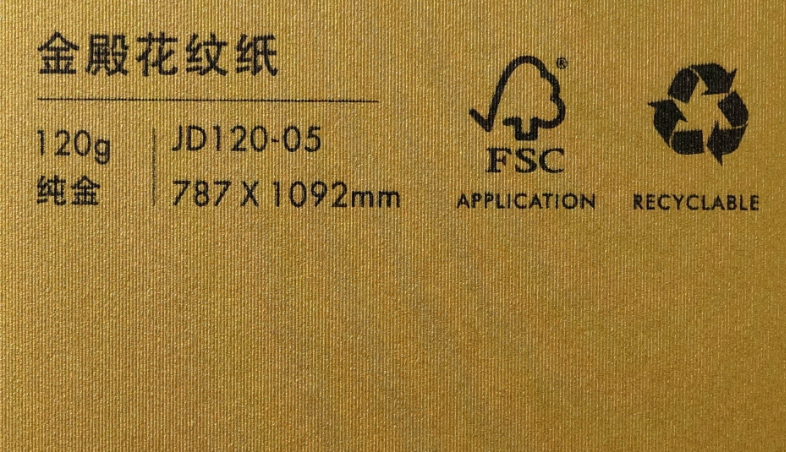 金殿花纹纸
120g
纯金
JD120-05
787 X 1092mm
®
FSC
APPLICATION
RECYCLABLE